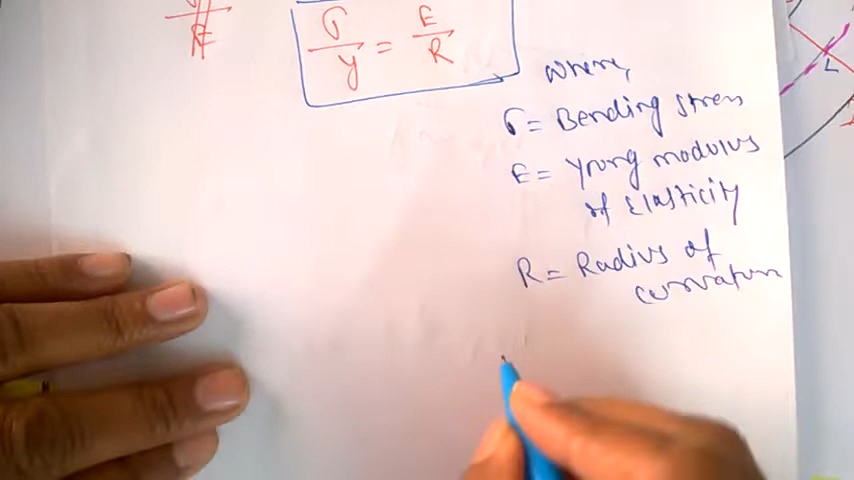 E
σ/y = E/R
where,
σ = Bending stress
E = Young modulus
of Elasticity
R = Radius of
curvature
L